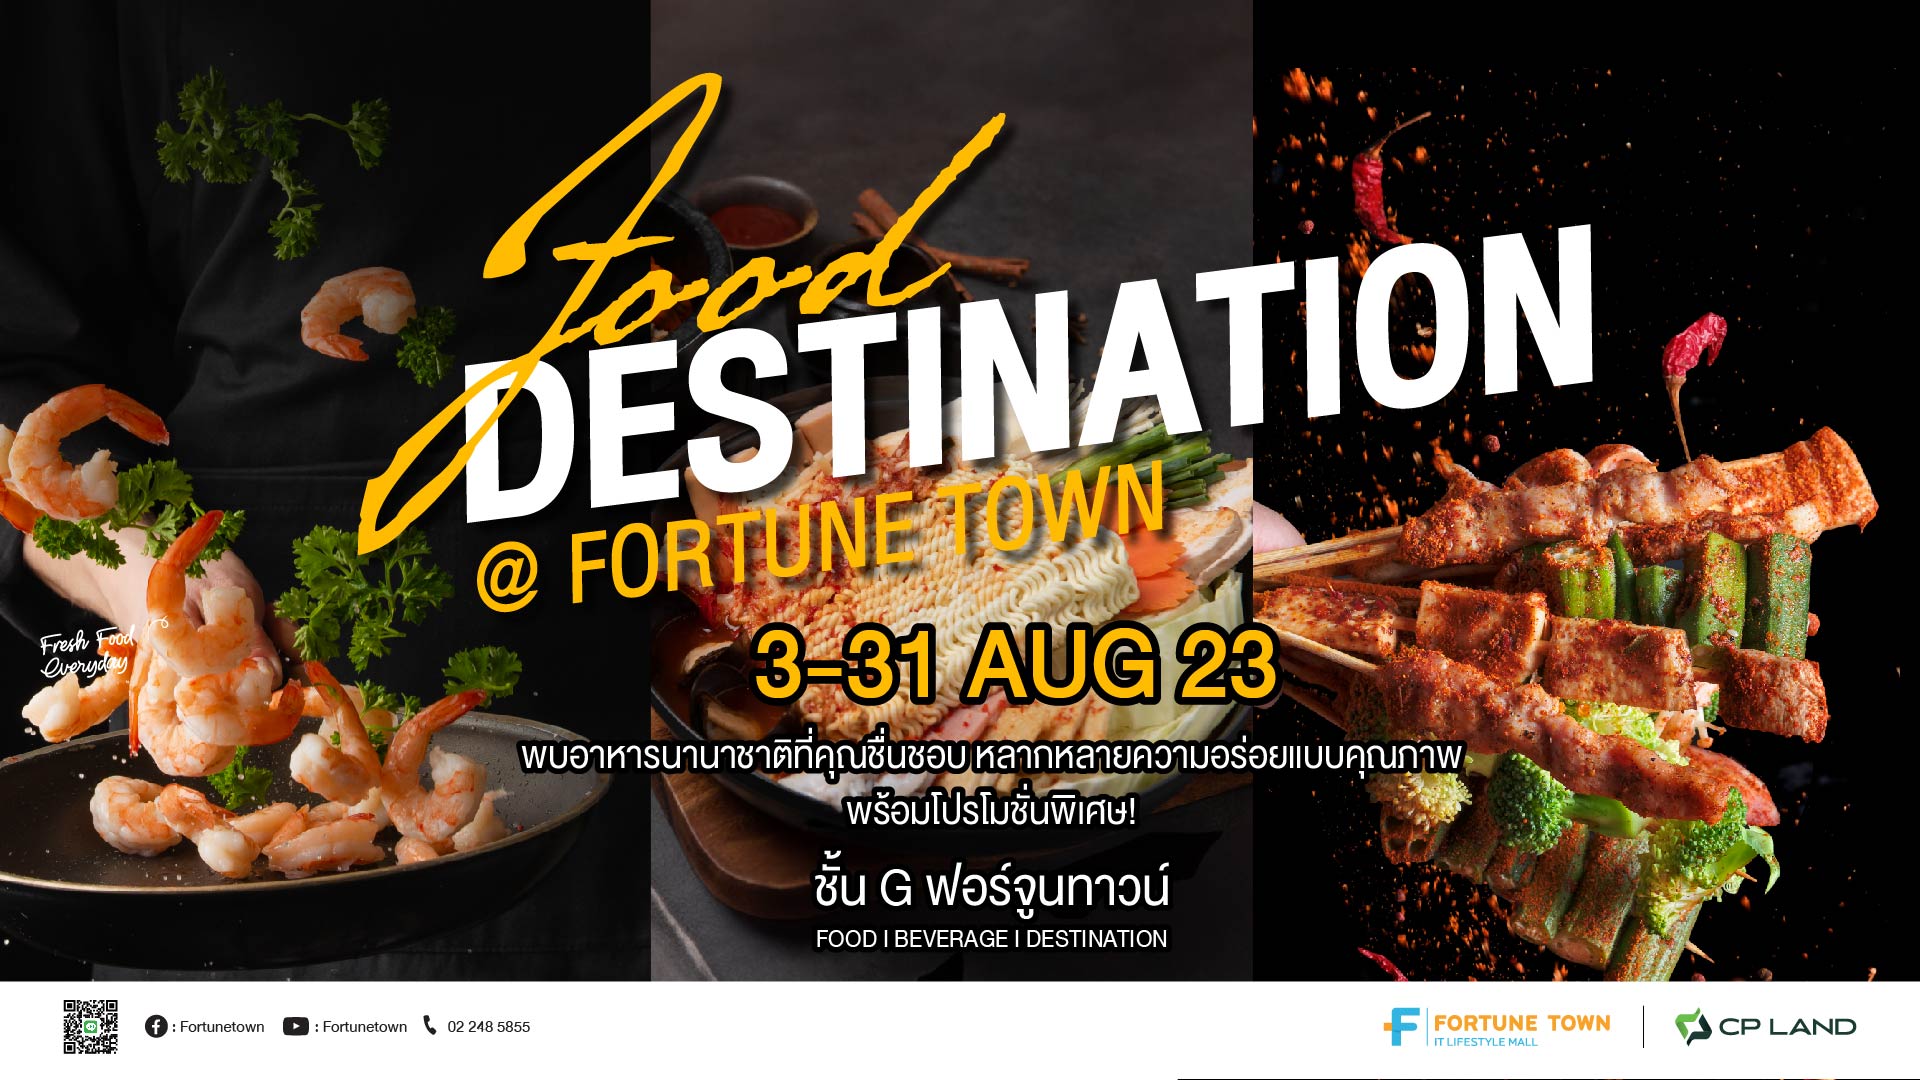 Food
DESTINATION
@ FORTUNE TOWN
3-31 AUG 23
พบอาหารนานาชาติที่คุณชื่นชอบ หลากหลายความอร่อยแบบคุณภาพ
พร้อมโปรโมชั่นพิเศษ!
ชั้น G ฟอร์จูนทาวน์
FOOD I BEVERAGE I DESTINATION
Fresh Food
Everyday
: Fortunetown : Fortunetown 02 248 5855
FORTUNE TOWN
IT LIFESTYLE MALL
CP LAND